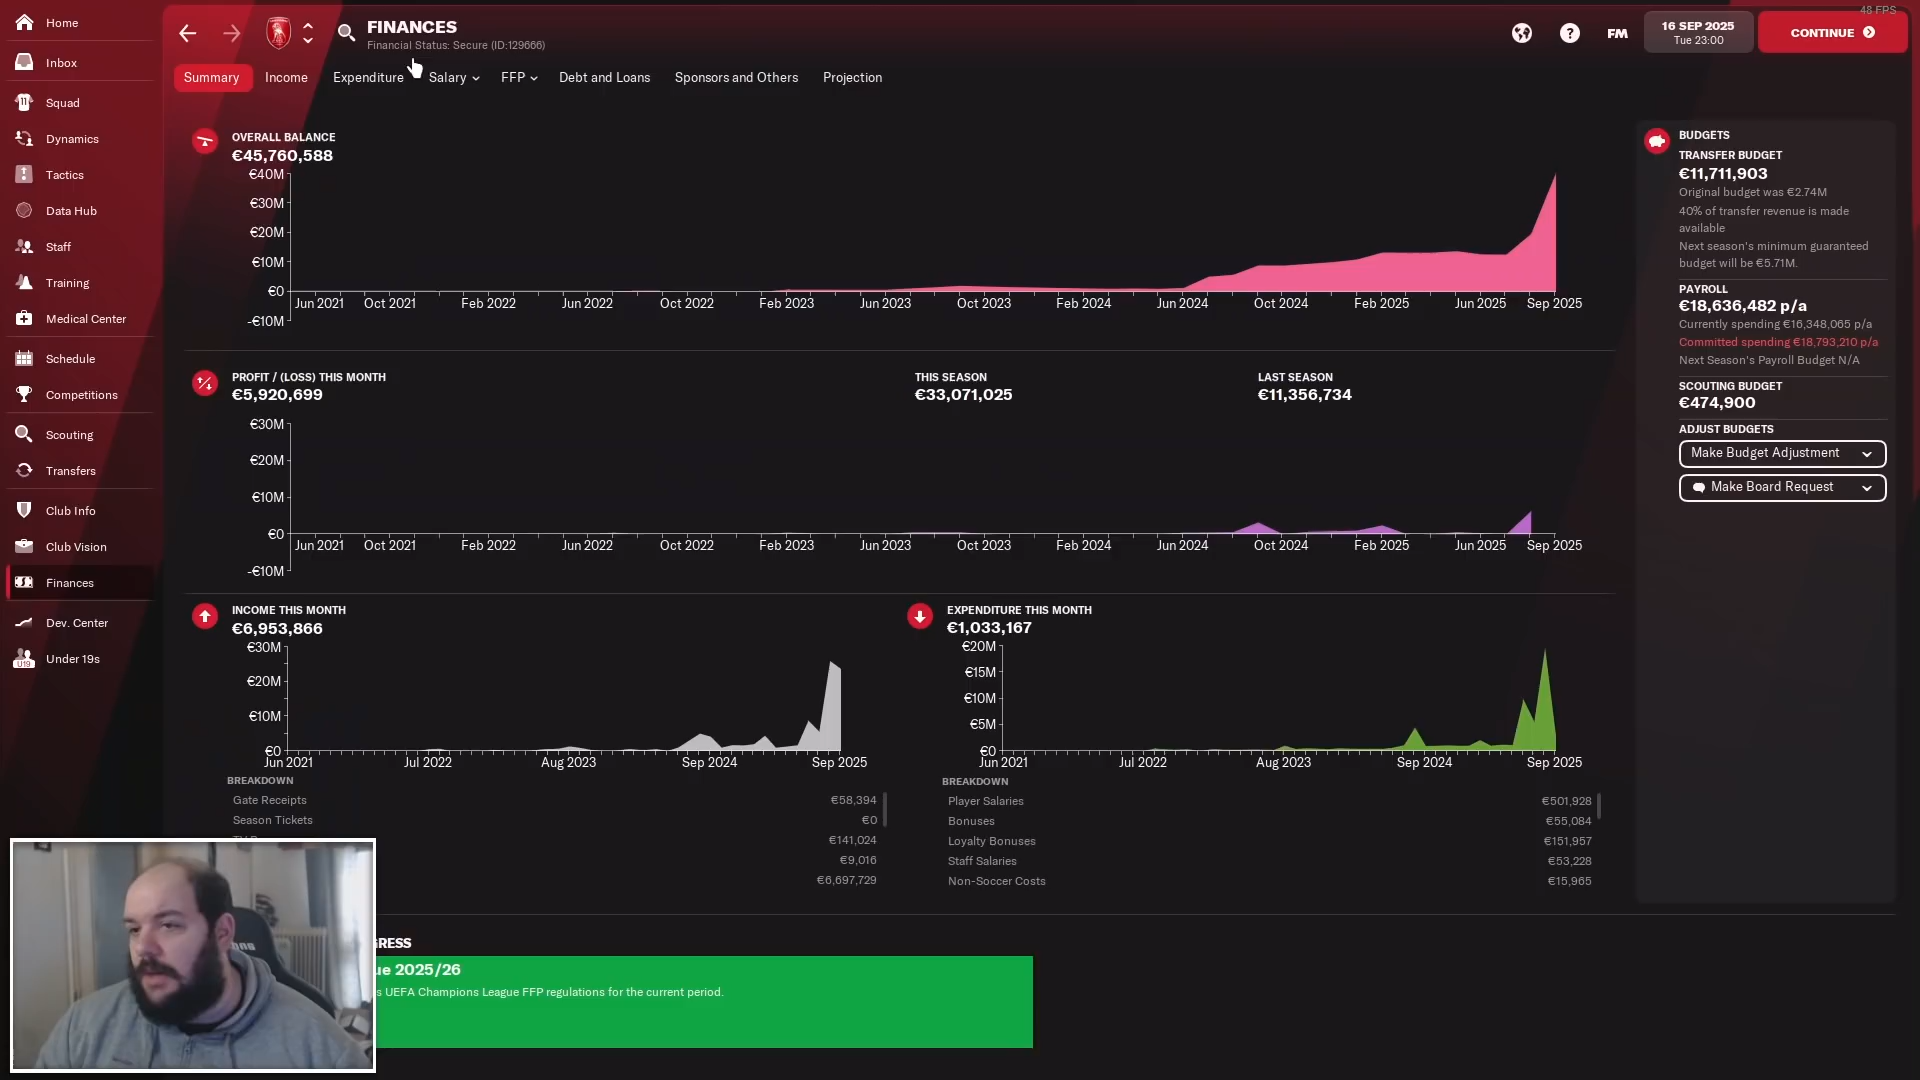 48 FPS
Home
Inbox
Squad
Dynamics
Tactics
Data Hub
Staff
Training
Medical Center
Schedule
Competitions
Scouting
Transfers
Club Info
Club Vision
Finances
Dev. Center
U19
Under 19s
FINANCES
Financial Status: Secure (ID:129666)
?
FM
16 SEP 2025
Tue 23:00
CONTINUE
Summary Income Expenditure Salary FFP Debt and Loans Sponsors and Others Projection
OVERALL BALANCE
€45,760,588
€40M
€30M
€20M
€10M
€0
-€10M
Jun 2021 Oct 2021 Feb 2022 Jun 2022 Oct 2022 Feb 2023 Jun 2023 Oct 2023 Feb 2024 Jun 2024 Oct 2024 Feb 2025 Jun 2025 Sep 2025
PROFIT / (LOSS) THIS MONTH
€5,920,699
THIS SEASON
€33,071,025
LAST SEASON
€11,356,734
€30M
€20M
€10M
€0
-€10M
Jun 2021 Oct 2021 Feb 2022 Jun 2022 Oct 2022 Feb 2023 Jun 2023 Oct 2023 Feb 2024 Jun 2024 Oct 2024 Feb 2025 Jun 2025 Sep 2025
INCOME THIS MONTH
€6,953,866
€30M
€20M
€10M
€0
Jun 2021 Jul 2022 Aug 2023 Sep 2024 Sep 2025
BREAKDOWN
Gate Receipts €58,394
Season Tickets €0
€141,024
€9,016
€6,697,729
EXPENDITURE THIS MONTH
€1,033,167
€20M
€15M
€10M
€5M
€0
Jun 2021 Jul 2022 Aug 2023 Sep 2024 Sep 2025
BREAKDOWN
Player Salaries €501,928
Bonuses €55,084
Loyalty Bonuses €151,957
Staff Salaries €53,228
Non-Soccer Costs €15,965
GRESS
ue 2025/26
s UEFA Champions League FFP regulations for the current period.
BUDGETS
TRANSFER BUDGET
€11,711,903
Original budget was €2.74M
40% of transfer revenue is made
available
Next season's minimum guaranteed
budget will be €5.71M.
PAYROLL
€18,636,482 p/a
Currently spending €16,348,065 p/a
Committed spending €18,793,210 p/a
Next Season's Payroll Budget N/A
SCOUTING BUDGET
€474,900
ADJUST BUDGETS
Make Budget Adjustment
Make Board Request